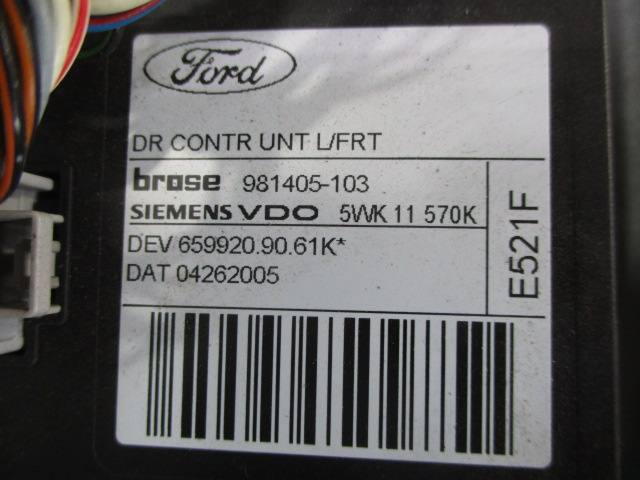 Ford
DR CONTR UNT L/FRT
brose 981405-103
SIEMENS VDO 5WK 11 570K
DEV 659920.90.61K*
DAT 04262005
E521F